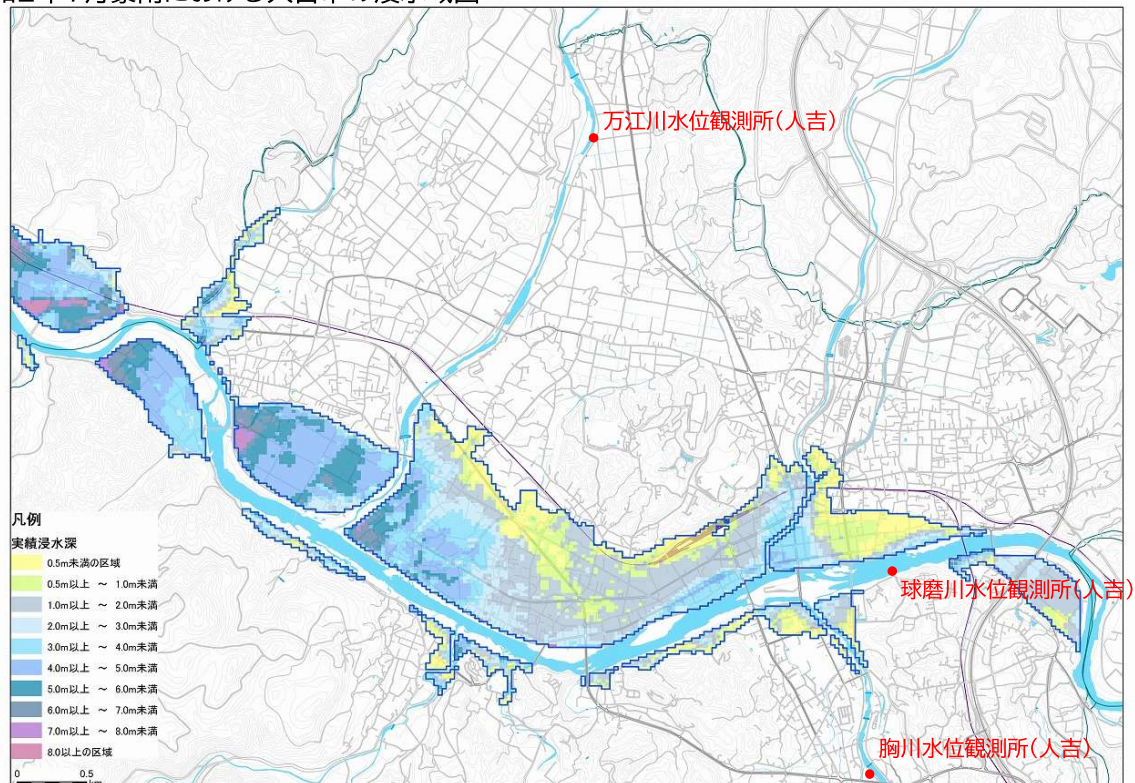 万江川水位観測所(人吉)
球磨川水位観測所(人吉)
胸川水位観測所(人吉)
凡例
実績浸水深
0.5m未満の区域
0.5m以上 ～ 1.0m未満
1.0m以上 ～ 2.0m未満
2.0m以上 ～ 3.0m未満
3.0m以上 ～ 4.0m未満
4.0m以上 ～ 5.0m未満
5.0m以上 ～ 6.0m未満
6.0m以上 ～ 7.0m未満
7.0m以上 ～ 8.0m未満
8.0以上の区域
0 0.5